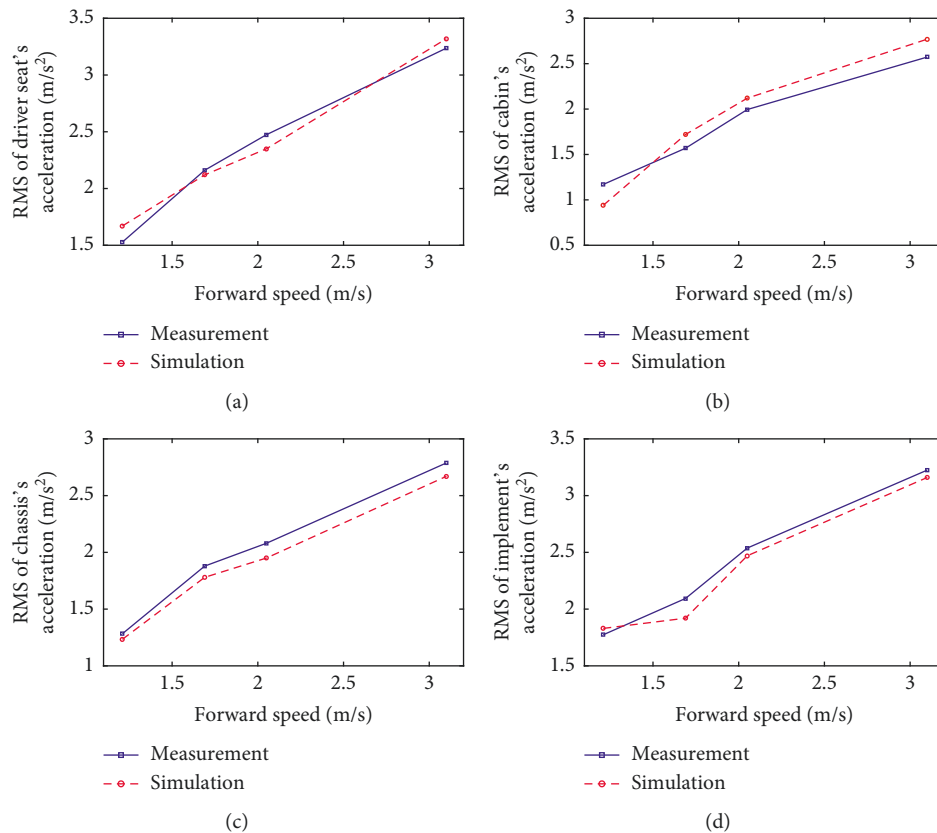 RMS of driver seat's
acceleration (m/s²)
3.5
3
2.5
2
1.5
1.5
2
2.5
3
Forward speed (m/s)
Measurement
Simulation
(a)
RMS of cabin's
acceleration (m/s²)
3
2.5
2
1.5
1
0.5
1.5
2
2.5
3
Forward speed (m/s)
Measurement
Simulation
(b)
RMS of chassis's
acceleration (m/s²)
3
2.5
2
1.5
1
1.5
2
2.5
3
Forward speed (m/s)
Measurement
Simulation
(c)
RMS of implement's
acceleration (m/s²)
3.5
3
2.5
2
1.5
1.5
2
2.5
3
Forward speed (m/s)
Measurement
Simulation
(d)